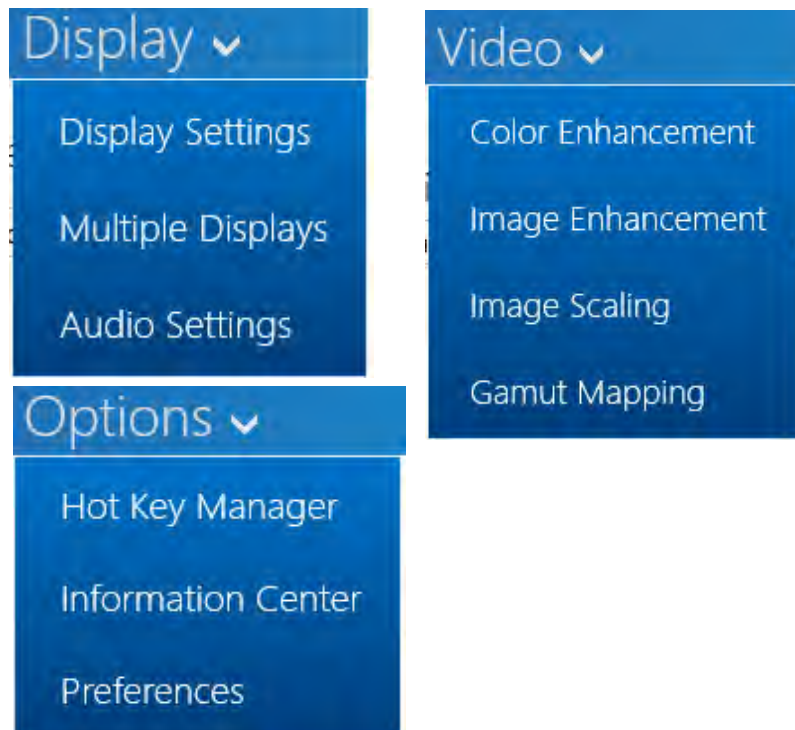 Display
Display Settings
Multiple Displays
Audio Settings
Video
Color Enhancement
Image Enhancement
Image Scaling
Gamut Mapping
Options
Hot Key Manager
Information Center
Preferences